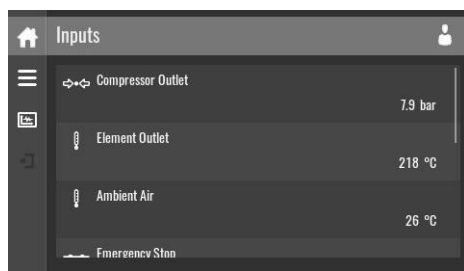 Inputs
Compressor Outlet
7.9 bar
Element Outlet
218 °C
Ambient Air
26 °C
Emergency Stop